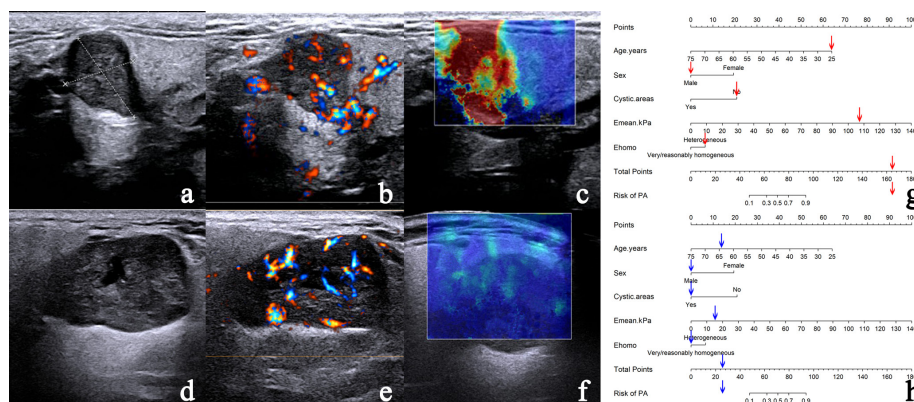 a
b
c
d
e
f
Points
0 10 20 30 40 50 60 70 80 90 100
Age.years
75 70 65 60 55 50 45 40 35 30 25
Female
Sex
Male
No
Cystic.areas
Yes
Emean.kPa
0 10 20 30 40 50 60 70 80 90 100 110 120 130 140
Heterogeneous
Ehomo
Very/reasonably homogeneous
Total Points
0 20 40 60 80 100 120 140 160
Risk of PA
0.1 0.3 0.5 0.7 0.9
g
Points
0 10 20 30 40 50 60 70 80 90 100
Age.years
75 70 65 60 55 50 45 40 35 30 25
Female
Sex
Male
No
Cystic.areas
Yes
Emean.kPa
0 10 20 30 40 50 60 70 80 90 100 110 120 130 140
Heterogeneous
Ehomo
Very/reasonably homogeneous
Total Points
0 20 40 60 80 100 120 140 160
Risk of PA
0.1 0.3 0.5 0.7 0.9
h